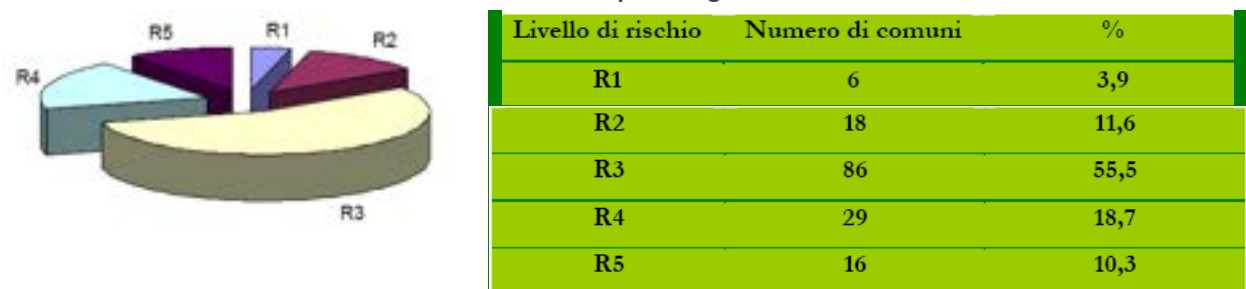 R5
R1
R2
R4
R3
Livello di rischio Numero di comuni %
R1 6 3,9
R2 18 11,6
R3 86 55,5
R4 29 18,7
R5 16 10,3